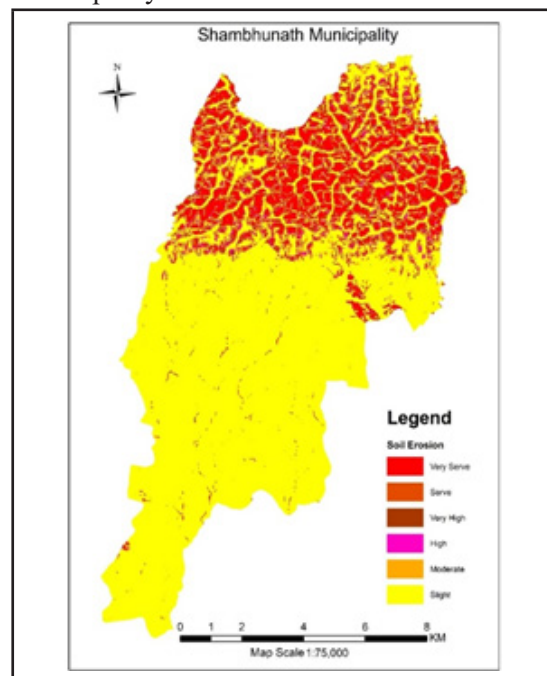 Shambhunath Municipality
N
Legend
Soil Erosion
Very Serve
Serve
Very High
High
Moderate
Slight
0 1 2 4 6 8
KM
Map Scale 1:75,000